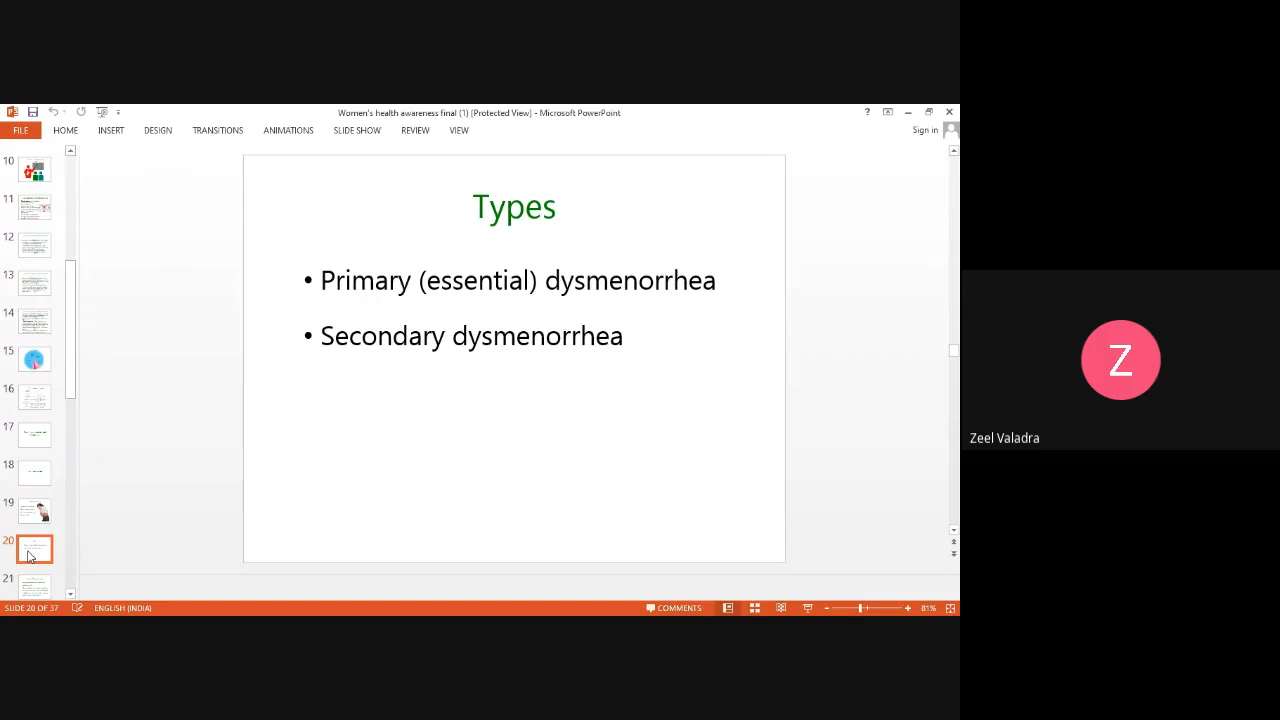 Women's health awareness final (1) [Protected View] - Microsoft PowerPoint
?
FILE HOME INSERT DESIGN TRANSITIONS ANIMATIONS SLIDE SHOW REVIEW VIEW Sign in
10
11
12
13
14
15
16
17
18
19
20
21
Types
• Primary (essential) dysmenorrhea
• Secondary dysmenorrhea
SLIDE 20 OF 37 ENGLISH (INDIA) COMMENTS 81%
Z
Zeel Valadra